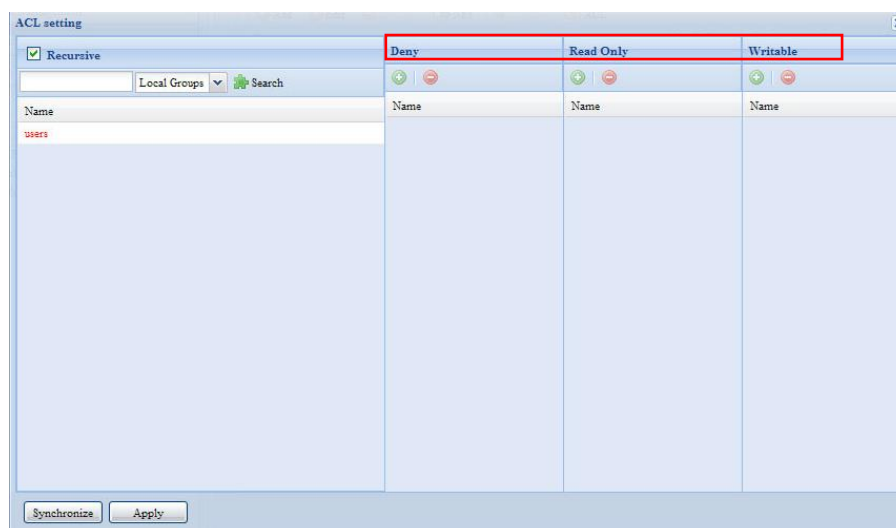 ACL setting
Recursive
Deny Read Only Writable
Local Groups Search
Name Name Name Name
users
Synchronize Apply